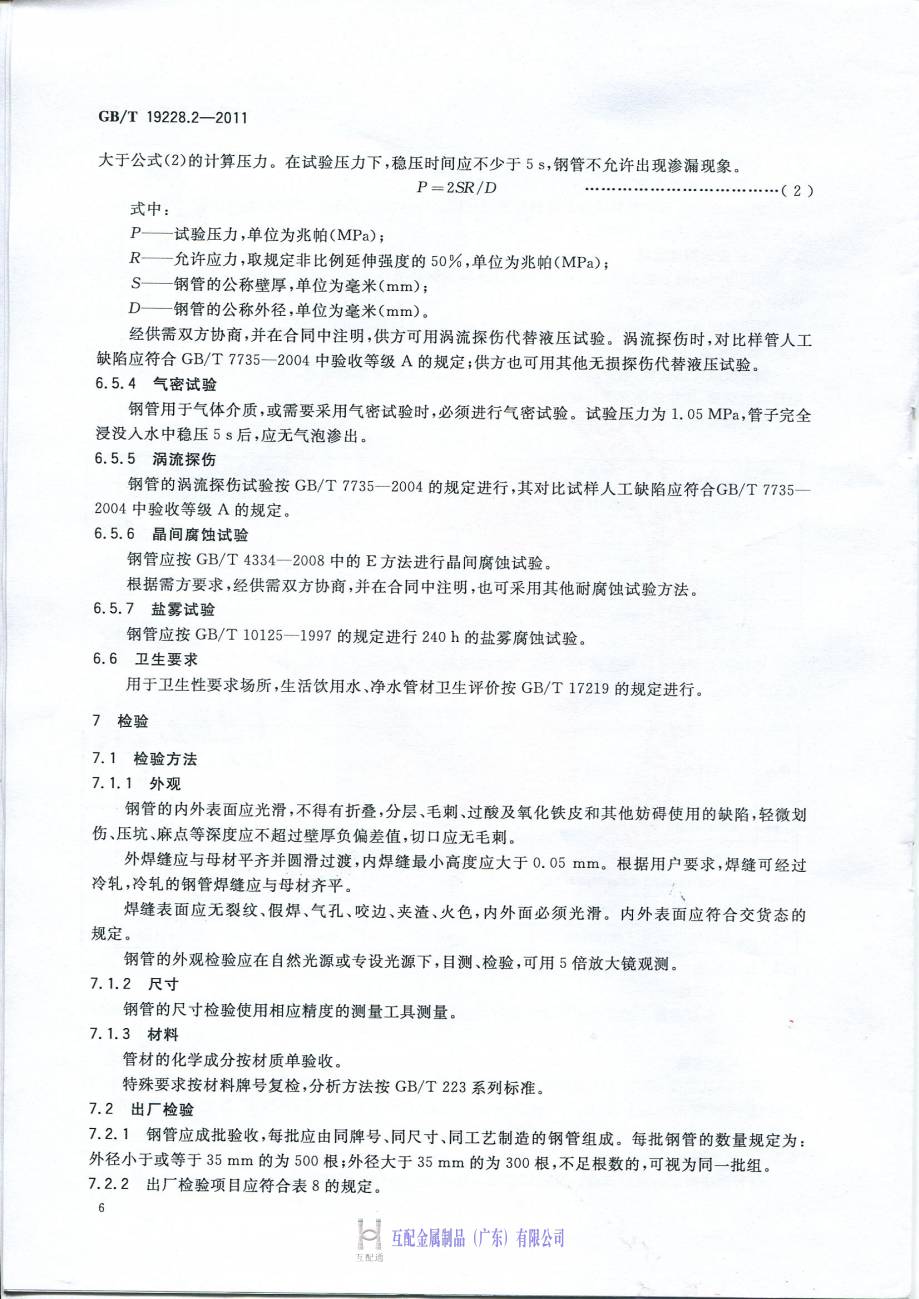 GB/T 19228.2—2011
大于公式(2)的计算压力。在试验压力下,稳压时间应不少于 5 s,钢管不允许出现渗漏现象。
P=2SR/D ……………………………( 2 )
式中:
P——试验压力,单位为兆帕(MPa);
R——允许应力,取规定非比例延伸强度的 50%,单位为兆帕(MPa);
S——钢管的公称壁厚,单位为毫米(mm);
D——钢管的公称外径,单位为毫米(mm)。
经供需双方协商,并在合同中注明,供方可用涡流探伤代替液压试验。涡流探伤时,对比样管人工
缺陷应符合 GB/T 7735—2004 中验收等级 A 的规定;供方也可用其他无损探伤代替液压试验。
6.5.4 气密试验
钢管用于气体介质,或需要采用气密试验时,必须进行气密试验。试验压力为 1.05 MPa,管子完全
浸没入水中稳压 5 s 后,应无气泡渗出。
6.5.5 涡流探伤
钢管的涡流探伤试验按 GB/T 7735—2004 的规定进行,其对比试样人工缺陷应符合GB/T 7735—
2004 中验收等级 A 的规定。
6.5.6 晶间腐蚀试验
钢管应按 GB/T 4334—2008 中的 E 方法进行晶间腐蚀试验。
根据需方要求,经供需双方协商,并在合同中注明,也可采用其他耐腐蚀试验方法。
6.5.7 盐雾试验
钢管应按 GB/T 10125—1997 的规定进行 240 h 的盐雾腐蚀试验。
6.6 卫生要求
用于卫生性要求场所,生活饮用水、净水管材卫生评价按 GB/T 17219 的规定进行。
7 检验
7.1 检验方法
7.1.1 外观
钢管的内外表面应光滑,不得有折叠,分层、毛刺、过酸及氧化铁皮和其他妨碍使用的缺陷,轻微划
伤、压坑、麻点等深度应不超过壁厚负偏差值,切口应无毛刺。
外焊缝应与母材平齐并圆滑过渡,内焊缝最小高度应大于 0.05 mm。根据用户要求,焊缝可经过
冷轧,冷轧的钢管焊缝应与母材齐平。
焊缝表面应无裂纹、假焊、气孔、咬边、夹渣、火色,内外面必须光滑。内外表面应符合交货态的
规定。
钢管的外观检验应在自然光源或专设光源下,目测、检验,可用 5 倍放大镜观测。
7.1.2 尺寸
钢管的尺寸检验使用相应精度的测量工具测量。
7.1.3 材料
管材的化学成分按材质单验收。
特殊要求按材料牌号复检,分析方法按 GB/T 223 系列标准。
7.2 出厂检验
7.2.1 钢管应成批验收,每批应由同牌号、同尺寸、同工艺制造的钢管组成。每批钢管的数量规定为:
外径小于或等于 35 mm 的为 500 根;外径大于 35 mm 的为 300 根,不足根数的,可视为同一批组。
7.2.2 出厂检验项目应符合表 8 的规定。
6
互配通
互配金属制品(广东)有限公司